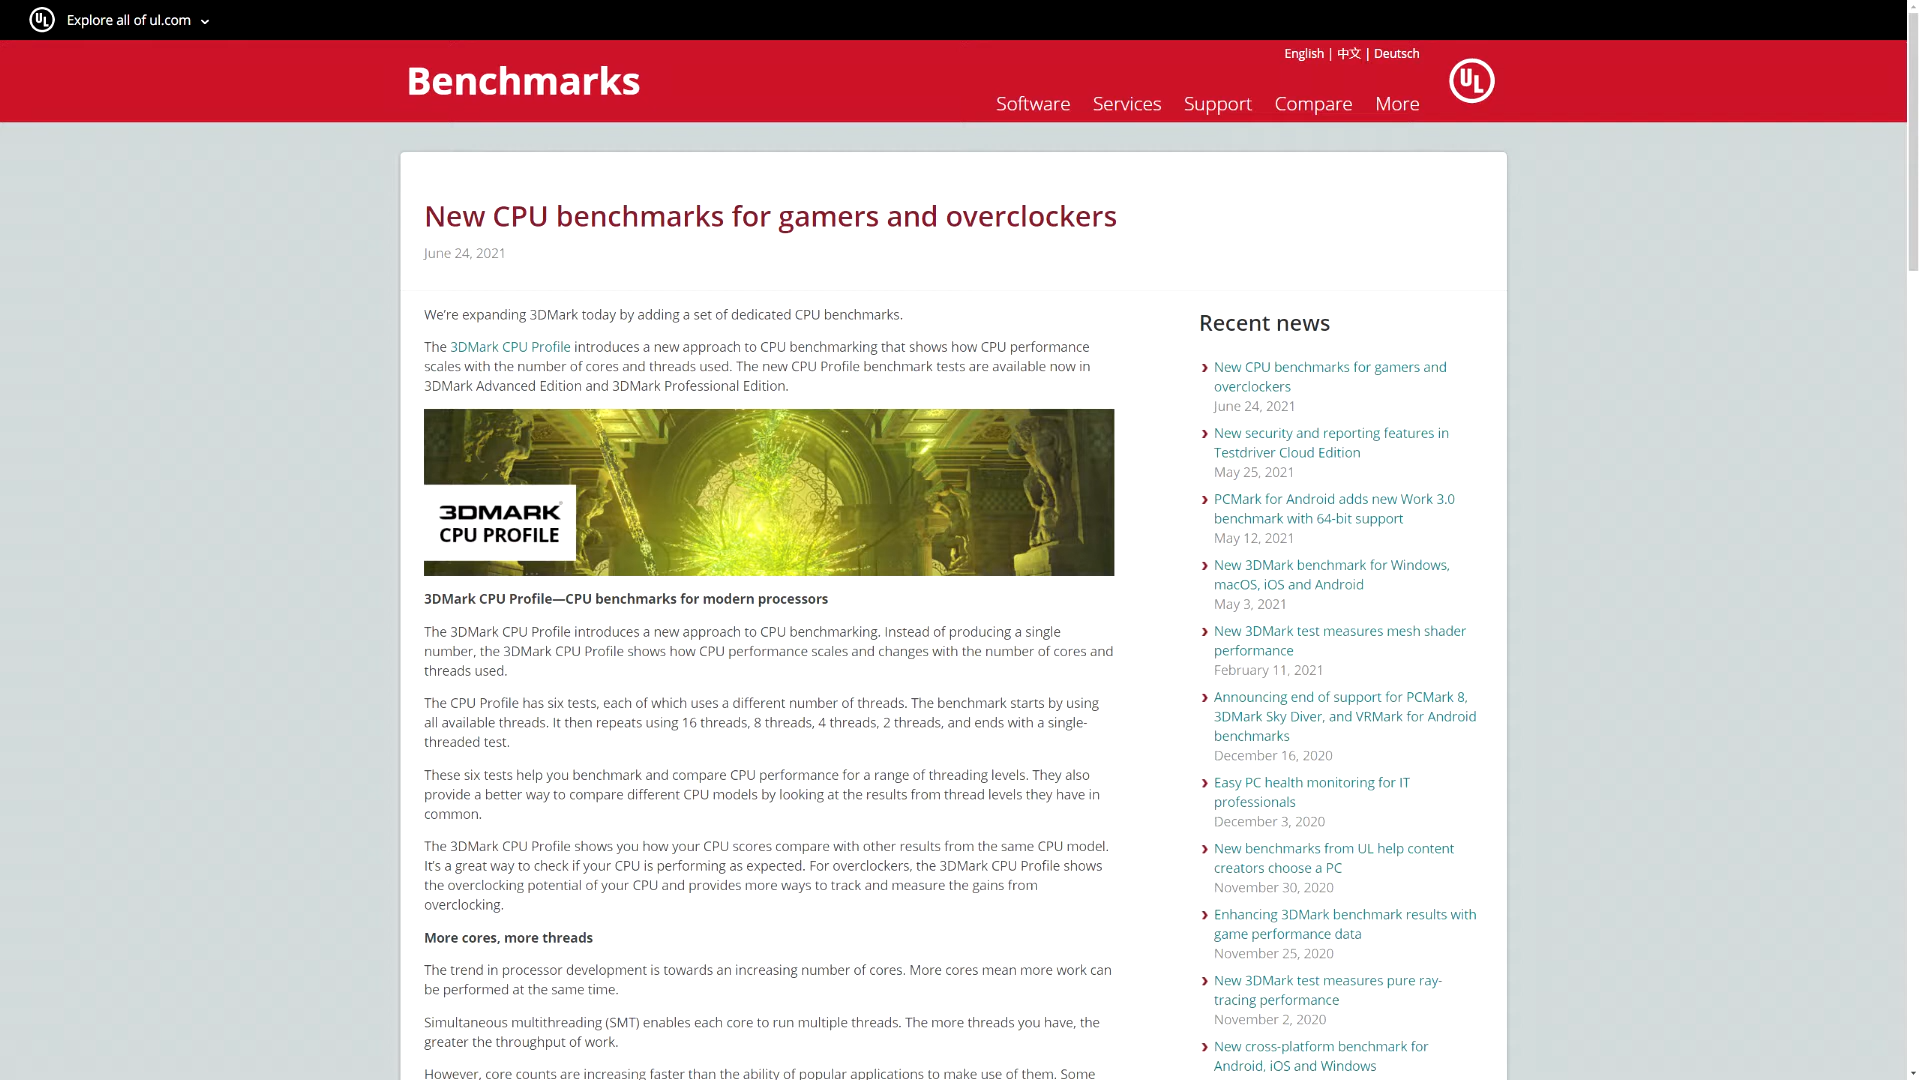 UL Explore all of ul.com
English | 中文 | Deutsch
Benchmarks
UL
Software Services Support Compare More
New CPU benchmarks for gamers and overclockers
June 24, 2021
We're expanding 3DMark today by adding a set of dedicated CPU benchmarks.
The 3DMark CPU Profile introduces a new approach to CPU benchmarking that shows how CPU performance
scales with the number of cores and threads used. The new CPU Profile benchmark tests are available now in
3DMark Advanced Edition and 3DMark Professional Edition.
3DMARK®
CPU PROFILE
3DMark CPU Profile—CPU benchmarks for modern processors
The 3DMark CPU Profile introduces a new approach to CPU benchmarking. Instead of producing a single
number, the 3DMark CPU Profile shows how CPU performance scales and changes with the number of cores and
threads used.
The CPU Profile has six tests, each of which uses a different number of threads. The benchmark starts by using
all available threads. It then repeats using 16 threads, 8 threads, 4 threads, 2 threads, and ends with a single-
threaded test.
These six tests help you benchmark and compare CPU performance for a range of threading levels. They also
provide a better way to compare different CPU models by looking at the results from thread levels they have in
common.
The 3DMark CPU Profile shows you how your CPU scores compare with other results from the same CPU model.
It's a great way to check if your CPU is performing as expected. For overclockers, the 3DMark CPU Profile shows
the overclocking potential of your CPU and provides more ways to track and measure the gains from
overclocking.
More cores, more threads
The trend in processor development is towards an increasing number of cores. More cores mean more work can
be performed at the same time.
Simultaneous multithreading (SMT) enables each core to run multiple threads. The more threads you have, the
greater the throughput of work.
However, core counts are increasing faster than the ability of popular applications to make use of them. Some
Recent news
New CPU benchmarks for gamers and
overclockers
June 24, 2021
New security and reporting features in
Testdriver Cloud Edition
May 25, 2021
PCMark for Android adds new Work 3.0
benchmark with 64-bit support
May 12, 2021
New 3DMark benchmark for Windows,
macOS, iOS and Android
May 3, 2021
New 3DMark test measures mesh shader
performance
February 11, 2021
Announcing end of support for PCMark 8,
3DMark Sky Diver, and VRMark for Android
benchmarks
December 16, 2020
Easy PC health monitoring for IT
professionals
December 3, 2020
New benchmarks from UL help content
creators choose a PC
November 30, 2020
Enhancing 3DMark benchmark results with
game performance data
November 25, 2020
New 3DMark test measures pure ray-
tracing performance
November 2, 2020
New cross-platform benchmark for
Android, iOS and Windows